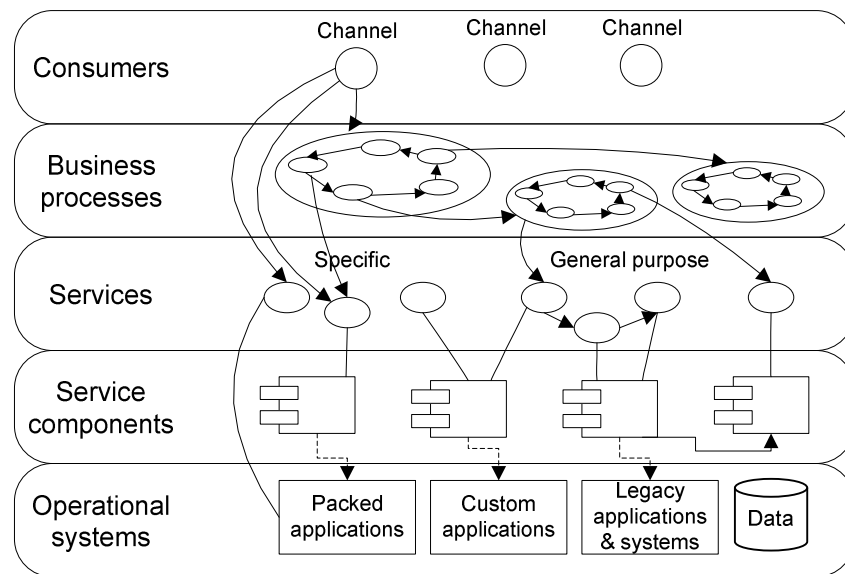 Channel
Channel
Channel
Consumers
Business
processes
Specific
General purpose
Services
Service
components
Operational
systems
Packed
applications
Custom
applications
Legacy
applications
& systems
Data